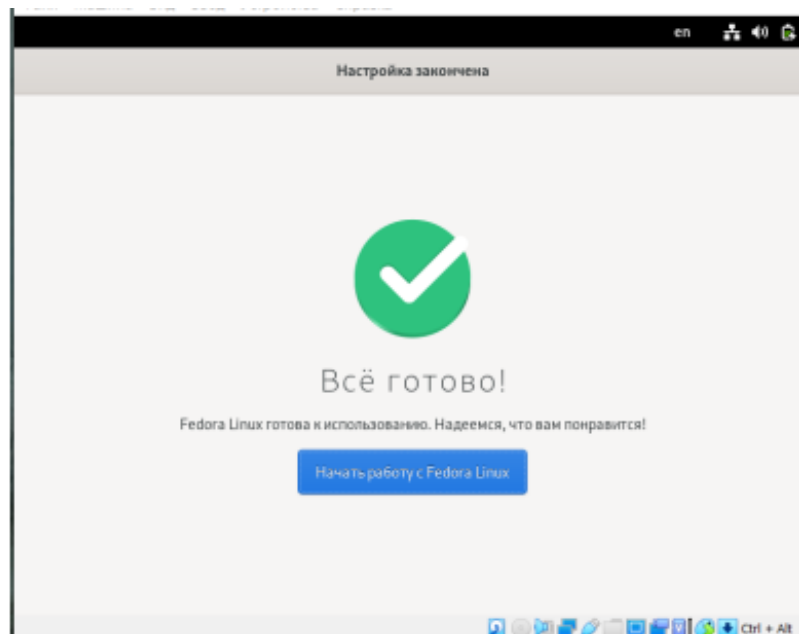 en
Настройка закончена
Всё готово!
Fedora Linux готова к использованию. Надеемся, что вам понравится!
Начать работу с Fedora Linux
Ctrl + Alt